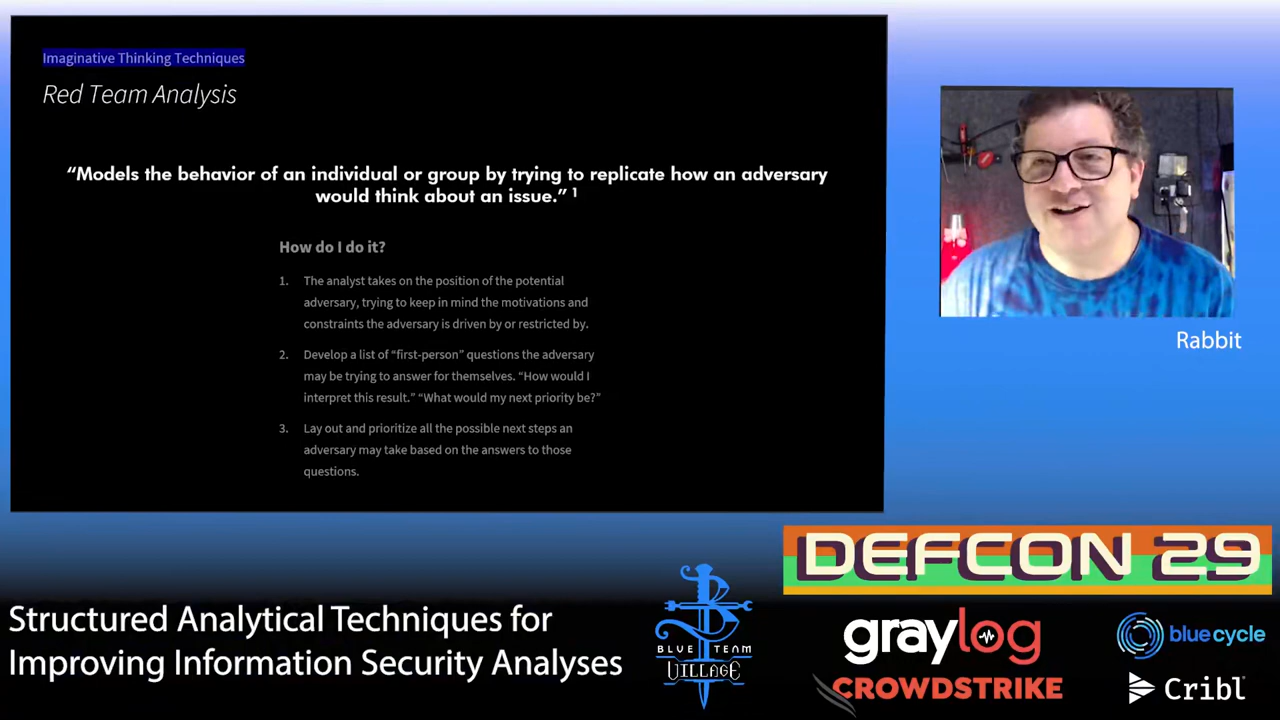 Imaginative Thinking Techniques
Red Team Analysis
“Models the behavior of an individual or group by trying to replicate how an adversary
would think about an issue.” 1
How do I do it?
1. The analyst takes on the position of the potential
adversary, trying to keep in mind the motivations and
constraints the adversary is driven by or restricted by.
2. Develop a list of “first-person” questions the adversary
may be trying to answer for themselves. “How would I
interpret this result.” “What would my next priority be?”
3. Lay out and prioritize all the possible next steps an
adversary may take based on the answers to those
questions.
Rabbit
DEFCON 29
Structured Analytical Techniques for
Improving Information Security Analyses
BLUE TEAM
VILLAGE
graylog
CROWDSTRIKE
blue cycle
Cribl